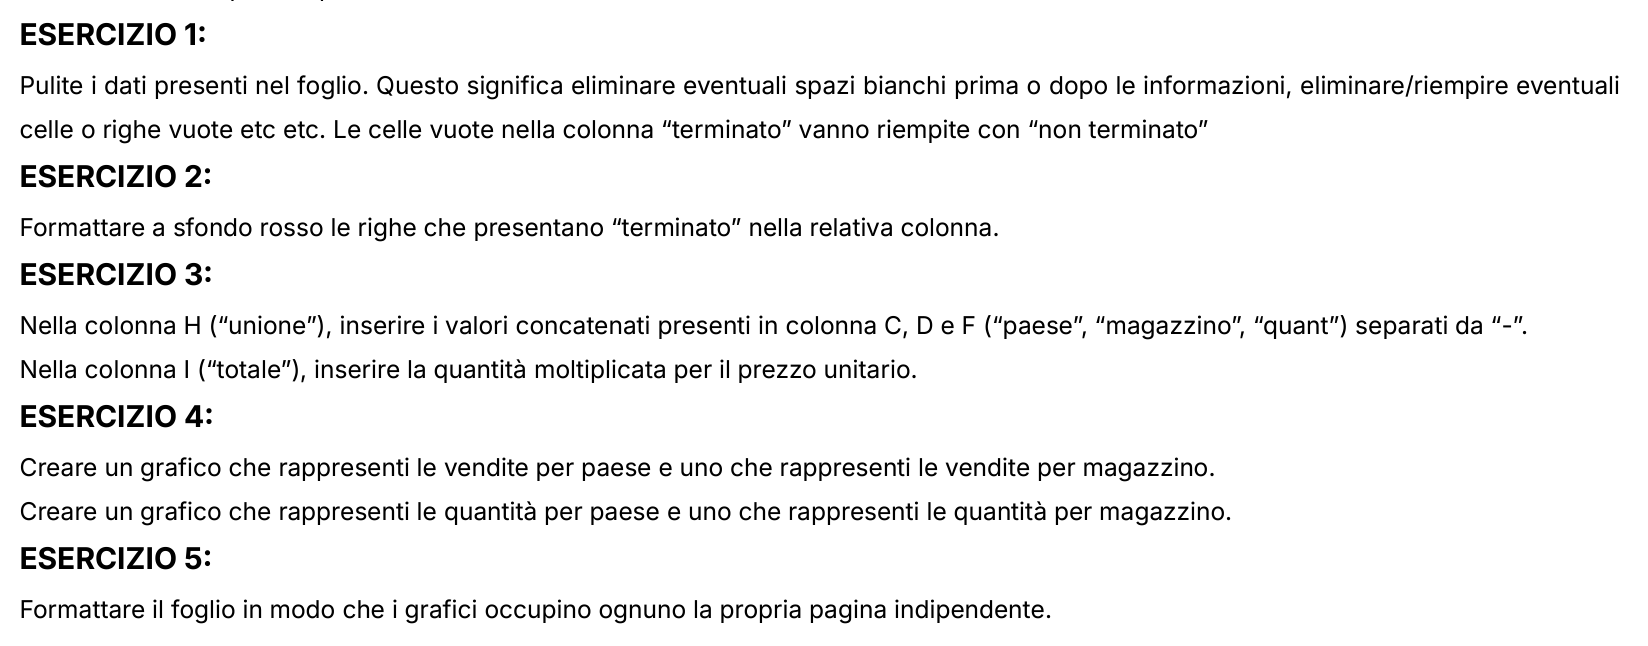 ESERCIZIO 1:
Pulite i dati presenti nel foglio. Questo significa eliminare eventuali spazi bianchi prima o dopo le informazioni, eliminare/riempire eventuali
celle o righe vuote etc etc. Le celle vuote nella colonna “terminato” vanno riempite con “non terminato”
ESERCIZIO 2:
Formattare a sfondo rosso le righe che presentano “terminato” nella relativa colonna.
ESERCIZIO 3:
Nella colonna H (“unione”), inserire i valori concatenati presenti in colonna C, D e F (“paese”, “magazzino”, “quant”) separati da “-”.
Nella colonna I (“totale”), inserire la quantità moltiplicata per il prezzo unitario.
ESERCIZIO 4:
Creare un grafico che rappresenti le vendite per paese e uno che rappresenti le vendite per magazzino.
Creare un grafico che rappresenti le quantità per paese e uno che rappresenti le quantità per magazzino.
ESERCIZIO 5:
Formattare il foglio in modo che i grafici occupino ognuno la propria pagina indipendente.